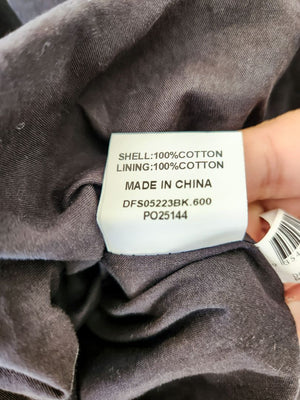 SHELL:100%COTTON
LINING:100%COTTON
MADE IN CHINA
DFS05223BK.600
PO25144